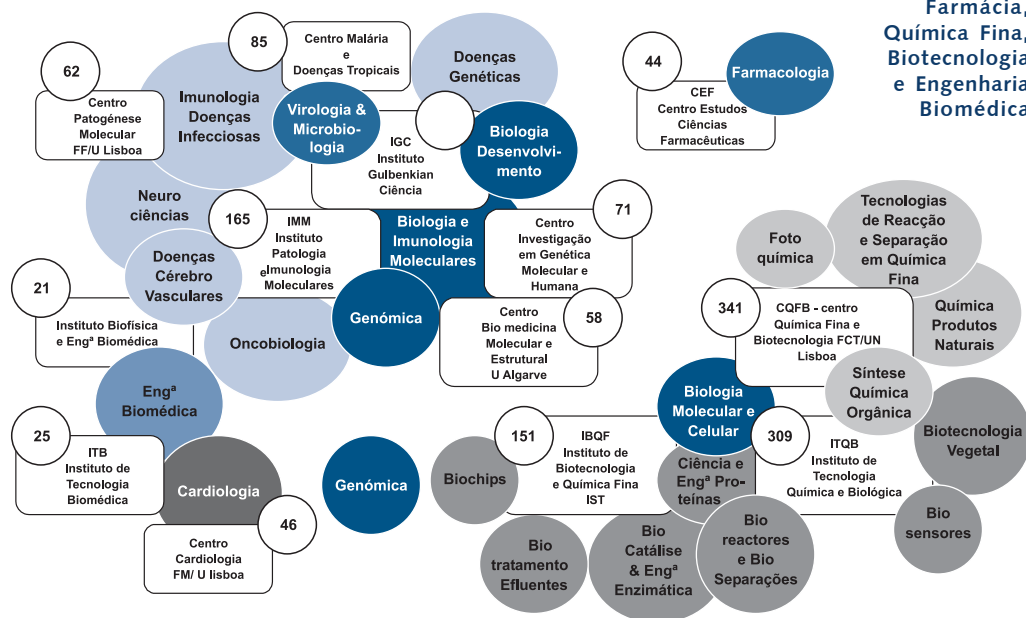 Farmácia,
Química Fina,
Biotecnologia
e Engenharia
Biomédica
62
Centro
Patogénese
Molecular
FF/U Lisboa
Imunologia
Doenças
Infecciosas
85
Centro Malária
e
Doenças Tropicais
Virologia &
Microbio-
logia
Doenças
Genéticas
IGC
Instituto
Gulbenkian
Ciência
Biologia
Desenvolvi-
mento
44
CEF
Centro Estudos
Ciências
Farmacêuticas
Farmacologia
Neuro
ciências
165
IMM
Instituto
Patologia
e Imunologia
Moleculares
Biologia e
Imunologia
Moleculares
71
Centro
Investigação
em Genética
Molecular e
Humana
Doenças
Cérebro
Vasculares
21
Instituto Biofísica
e Engª Biomédica
Oncobiologia
Genómica
58
Centro
Bio medicina
Molecular e
Estrutural
U Algarve
Foto
química
Tecnologias
de Reacção
e Separação
em Química
Fina
341
CQFB - centro
Química Fina e
Biotecnologia FCT/UN
Lisboa
Química
Produtos
Naturais
Síntese
Química
Orgânica
Engª
Biomédica
25
ITB
Instituto de
Tecnologia
Biomédica
Cardiologia
46
Centro
Cardiologia
FM/ U lisboa
Genómica
Biochips
151
IBQF
Instituto de
Biotecnologia
e Química Fina
IST
Biologia
Molecular e
Celular
Ciência e
Engª Pro-
teínas
309
ITQB
Instituto de
Tecnologia
Química e Biológica
Biotecnologia
Vegetal
Bio
sensores
Bio
tratamento
Efluentes
Bio
Catálise
& Engª
Enzimática
Bio
reactores
e Bio
Separações